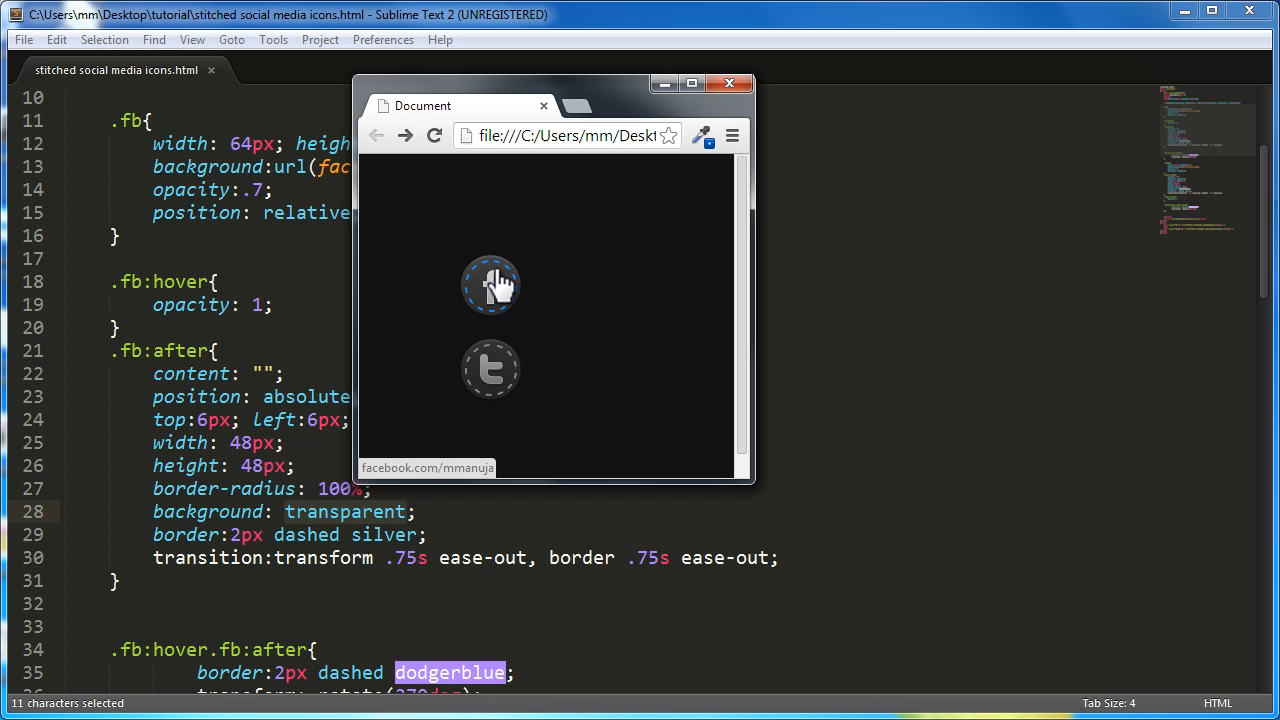 C:\Users\mm\Desktop\tutorial\stitched social media icons.html - Sublime Text 2 (UNREGISTERED)
File Edit Selection Find View Goto Tools Project Preferences Help
stitched social media icons.html ×
Document ×
file:///C:/Users/mm/Deskt
10
11 .fb{
12 width: 64px; heigh
13 background:url(fac
14 opacity:.7;
15 position: relative
16 }
17
18 .fb:hover{
19 opacity: 1;
20 }
21 .fb:after{
22 content: "";
23 position: absolute
24 top:6px; left:6px;
25 width: 48px;
26 height: 48px;
27 border-radius: 100%;
28 background: transparent;
29 border:2px dashed silver;
30 transition:transform .75s ease-out, border .75s ease-out;
31 }
32
33
34 .fb:hover.fb:after{
35 border:2px dashed dodgerblue;
facebook.com/mmanuja
11 characters selected
Tab Size: 4 HTML